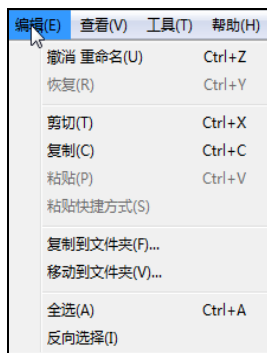 编辑(E) 查看(V) 工具(T) 帮助(H)
撤消 重命名(U) Ctrl+Z
恢复(R) Ctrl+Y
剪切(T) Ctrl+X
复制(C) Ctrl+C
粘贴(P) Ctrl+V
粘贴快捷方式(S)
复制到文件夹(F)...
移动到文件夹(V)...
全选(A) Ctrl+A
反向选择(I)